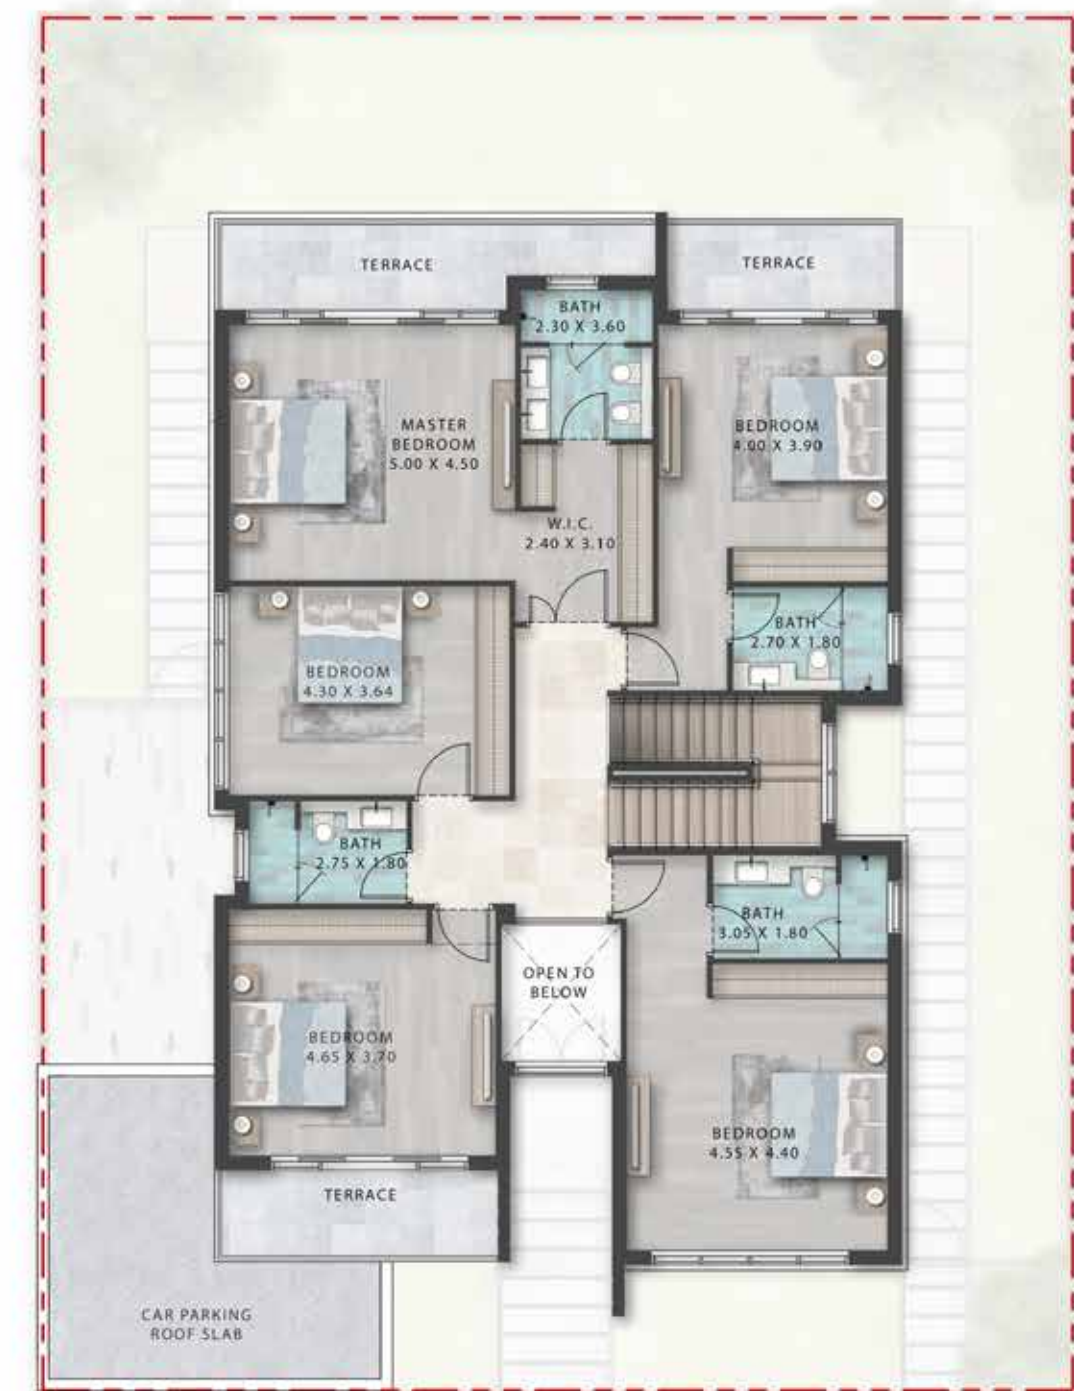 TERRACE
TERRACE
BATH
2.30 X 3.60
MASTER
BEDROOM
5.00 X 4.50
BEDROOM
4.00 X 3.90
W.I.C.
2.40 X 3.10
BATH
2.70 X 1.80
BEDROOM
4.30 X 3.64
BATH
2.75 X 1.80
BATH
3.05 X 1.80
OPEN TO
BELOW
BEDROOM
4.65 X 3.70
BEDROOM
4.55 X 4.40
TERRACE
CAR PARKING
ROOF SLAB